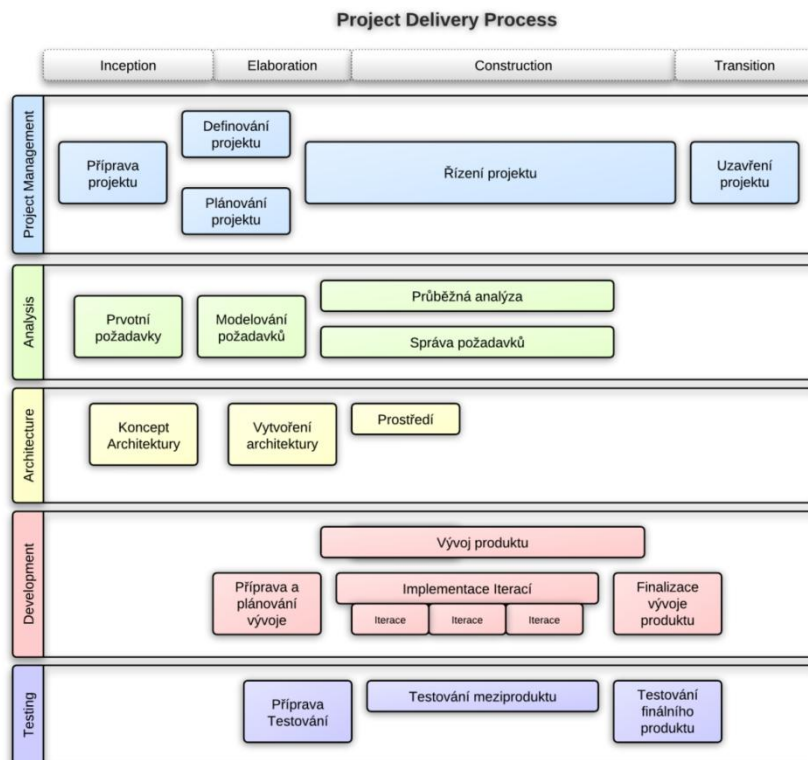 Project Delivery Process
Inception
Elaboration
Construction
Transition
Project Management
Příprava
projektu
Definování
projektu
Plánování
projektu
Řízení projektu
Uzavření
projektu
Analysis
Prvotní
požadavky
Modelování
požadavků
Průběžná analýza
Správa požadavků
Architecture
Koncept
Architektury
Vytvoření
architektury
Prostředí
Development
Vývoj produktu
Příprava a
plánování
vývoje
Implementace Iterací
Iterace
Iterace
Iterace
Finalizace
vývoje
produktu
Testing
Příprava
Testování
Testování meziproduktu
Testování
finálního
produktu